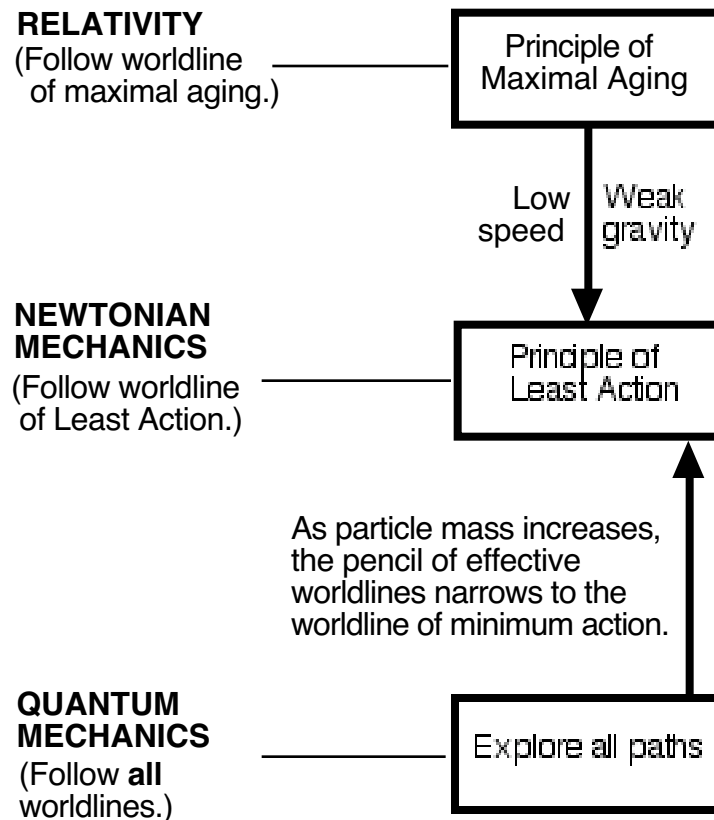 RELATIVITY
(Follow worldline
of maximal aging.)
Principle of
Maximal Aging
Low
speed
Weak
gravity
NEWTONIAN
MECHANICS
(Follow worldline
of Least Action.)
Principle of
Least Action
As particle mass increases,
the pencil of effective
worldlines narrows to the
worldline of minimum action.
QUANTUM
MECHANICS
(Follow all
worldlines.)
Explore all paths